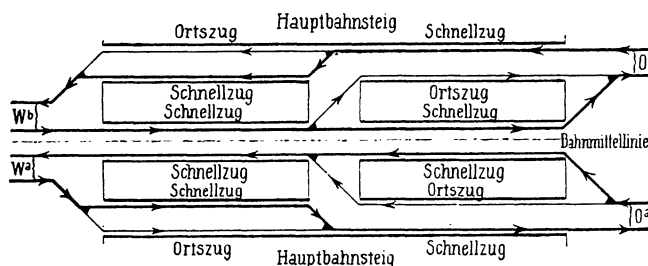 Hauptbahnsteig
Ortszug Schnellzug
O
Schnellzug Ortszug
Schnellzug Schnellzug
Wᵇ
Bahnmittellinie
Wᵃ
Schnellzug Schnellzug
Schnellzug Ortszug
Oᵃ
Ortszug Schnellzug
Hauptbahnsteig